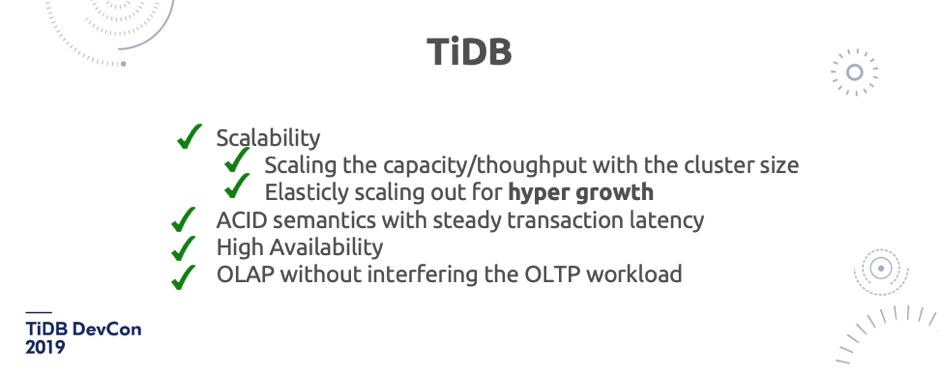 TiDB
Scalability
Scaling the capacity/thoughput with the cluster size
Elasticly scaling out for hyper growth
ACID semantics with steady transaction latency
High Availability
OLAP without interfering the OLTP workload
TiDB DevCon
2019